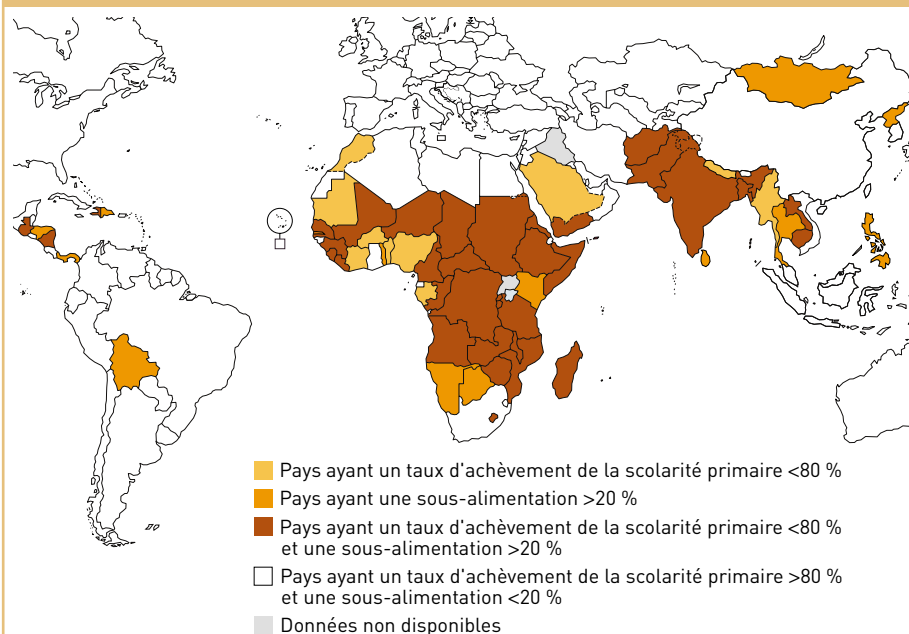 Pays ayant un taux d'achèvement de la scolarité primaire <80 %
Pays ayant une sous-alimentation >20 %
Pays ayant un taux d'achèvement de la scolarité primaire <80 %
et une sous-alimentation >20 %
Pays ayant un taux d'achèvement de la scolarité primaire >80 %
et une sous-alimentation <20 %
Données non disponibles